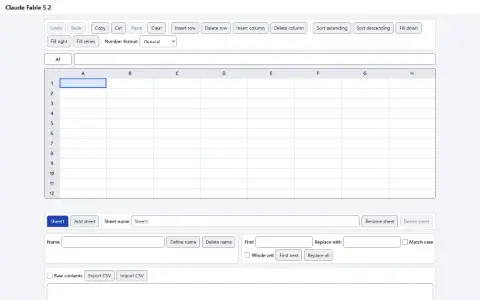 Claude Fable 5.2
Undo Redo Copy Cut Paste Clear Insert row Delete row Insert column Delete column Sort ascending Sort descending Fill down
Fill right Fill series Number format General
A1
A B C D E F G H
1
2
3
4
5
6
7
8
9
10
11
12
Sheet1 Add sheet Sheet name Sheet1 Rename sheet Delete sheet
Name Define name Delete name Find Replace with Match case
Whole cell Find next Replace all
Raw contents Export CSV Import CSV